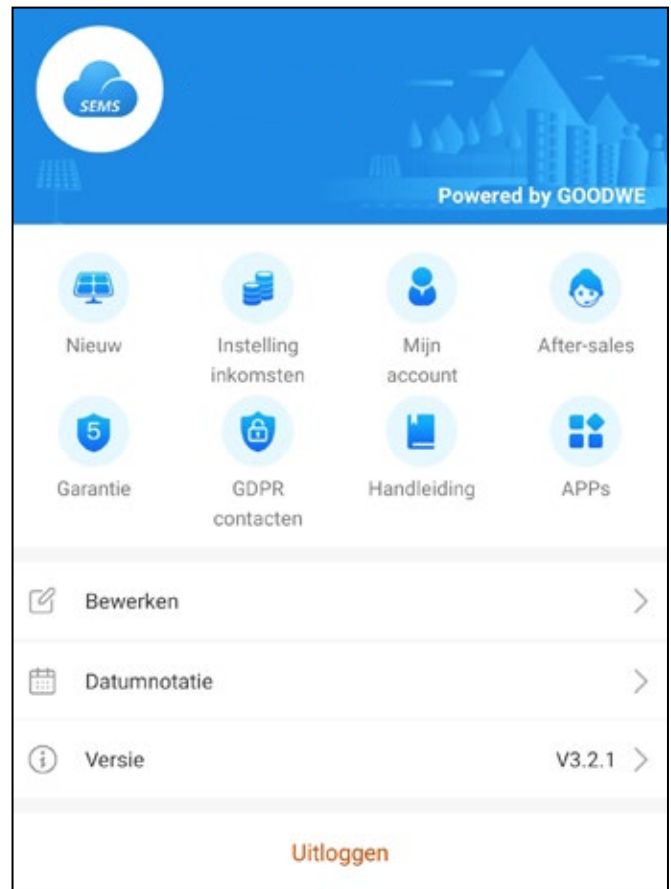 SEMS
Powered by GOODWE
Nieuw
Instelling
inkomsten
Mijn
account
After-sales
5
Garantie
GDPR
contacten
Handleiding
APPs
Bewerken
Datumnotatie
Versie
V3.2.1
Uitloggen